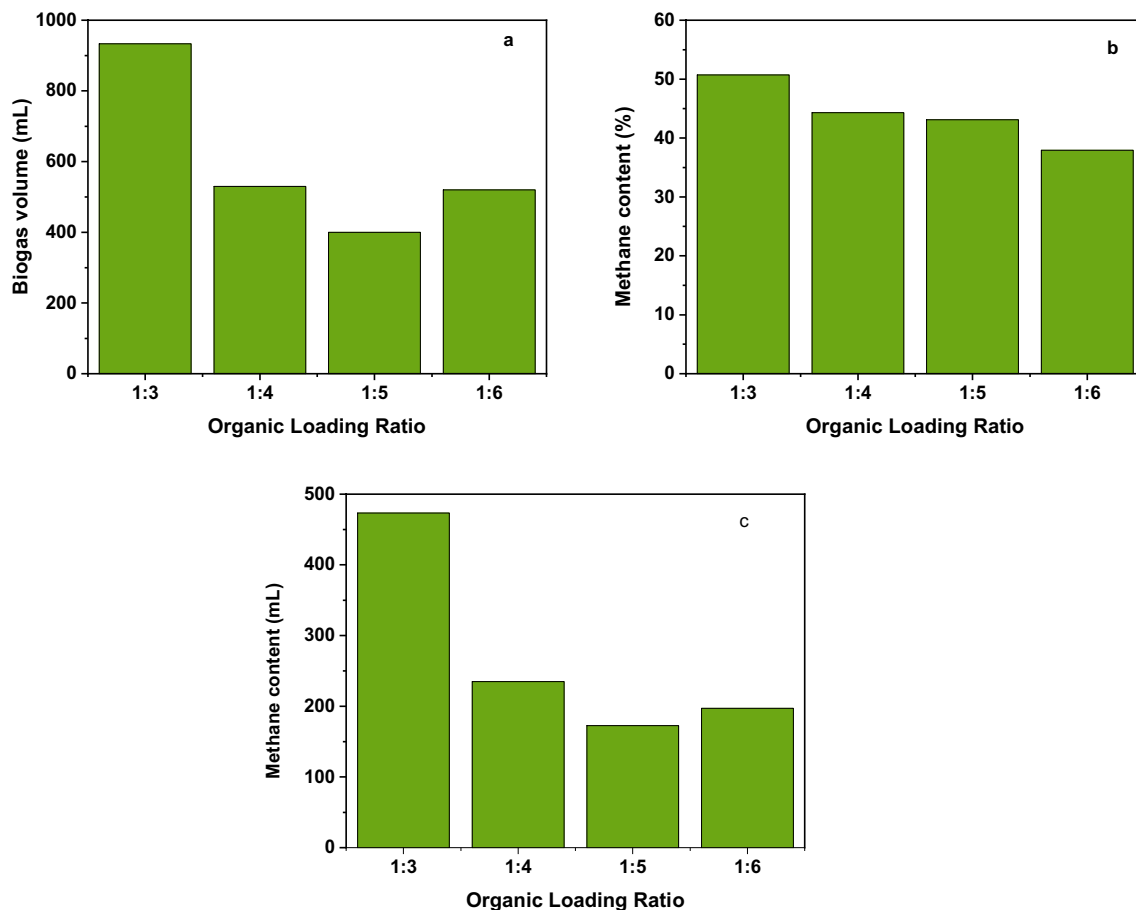 a
Biogas volume (mL)
1000
800
600
400
200
0
1:3 1:4 1:5 1:6
Organic Loading Ratio
b
Methane content (%)
60
50
40
30
20
10
0
1:3 1:4 1:5 1:6
Organic Loading Ratio
c
Methane content (mL)
500
400
300
200
100
0
1:3 1:4 1:5 1:6
Organic Loading Ratio